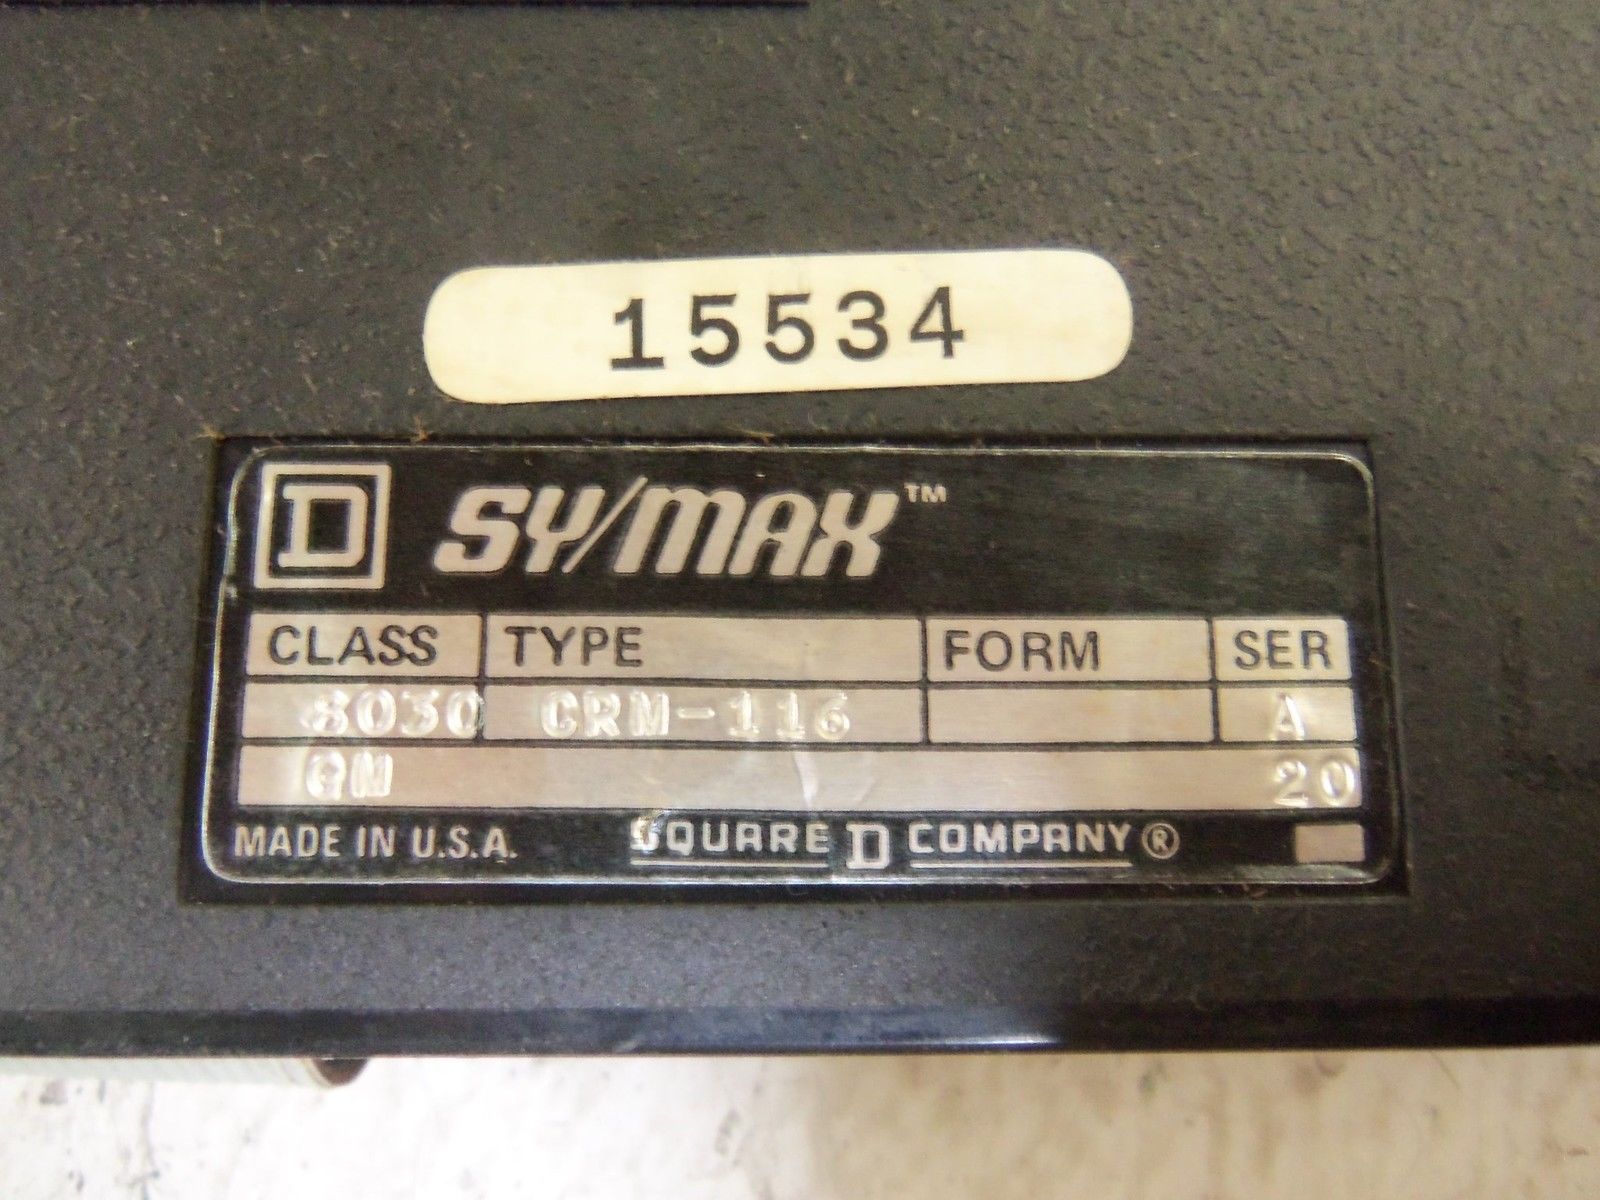 15534
D SY/MAX™
CLASS TYPE FORM SER
8030 CRM-116 A
GM 20
MADE IN U.S.A. SQUARE D COMPANY®